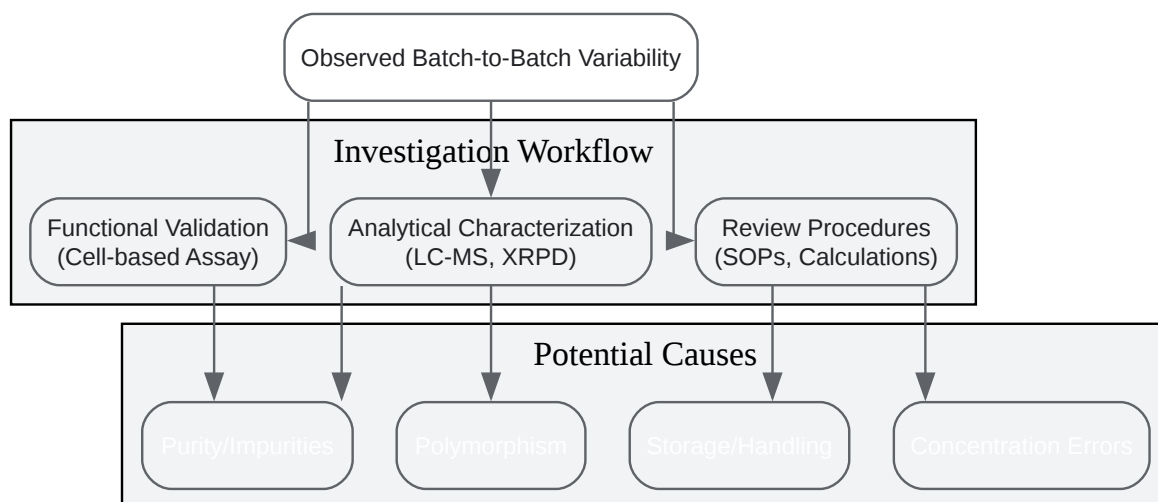 Observed Batch-to-Batch Variability
Investigation Workflow
Functional Validation
(Cell-based Assay)
Analytical Characterization
(LC-MS, XRPD)
Review Procedures
(SOPs, Calculations)
Potential Causes
Purity/Impurities
Polymorphism
Storage/Handling
Concentration Errors